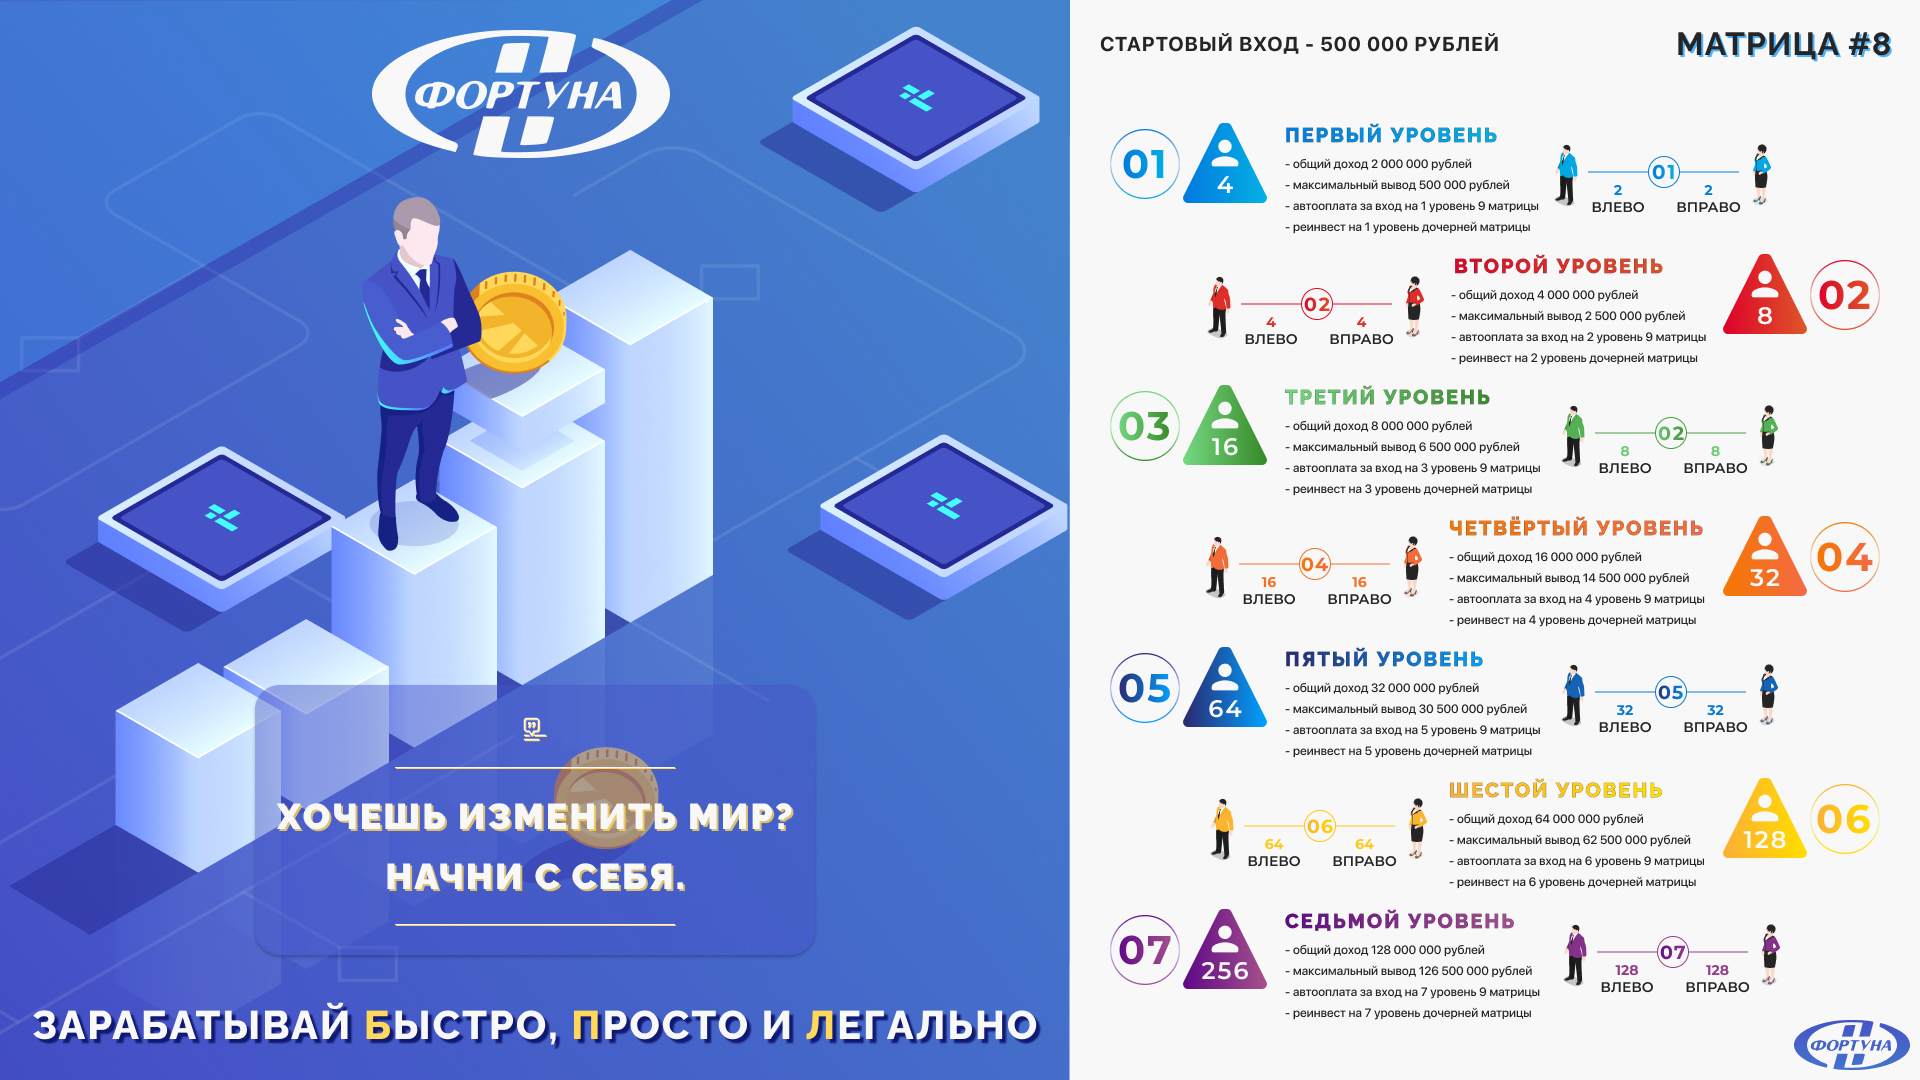 ФОРТУНА
ХОЧЕШЬ ИЗМЕНИТЬ МИР?
НАЧНИ С СЕБЯ.
ЗАРАБАТЫВАЙ БЫСТРО, ПРОСТО И ЛЕГАЛЬНО
СТАРТОВЫЙ ВХОД - 500 000 РУБЛЕЙ
МАТРИЦА #8
01
4
ПЕРВЫЙ УРОВЕНЬ
- общий доход 2 000 000 рублей
- максимальный вывод 500 000 рублей
- автооплата за вход на 1 уровень 9 матрицы
- реинвест на 1 уровень дочерней матрицы
01
2 2
ВЛЕВО ВПРАВО
02
4 4
ВЛЕВО ВПРАВО
ВТОРОЙ УРОВЕНЬ
- общий доход 4 000 000 рублей
- максимальный вывод 2 500 000 рублей
- автооплата за вход на 2 уровень 9 матрицы
- реинвест на 2 уровень дочерней матрицы
8
02
03
16
ТРЕТИЙ УРОВЕНЬ
- общий доход 8 000 000 рублей
- максимальный вывод 6 500 000 рублей
- автооплата за вход на 3 уровень 9 матрицы
- реинвест на 3 уровень дочерней матрицы
02
8 8
ВЛЕВО ВПРАВО
04
16 16
ВЛЕВО ВПРАВО
ЧЕТВЁРТЫЙ УРОВЕНЬ
- общий доход 16 000 000 рублей
- максимальный вывод 14 500 000 рублей
- автооплата за вход на 4 уровень 9 матрицы
- реинвест на 4 уровень дочерней матрицы
32
04
05
64
ПЯТЫЙ УРОВЕНЬ
- общий доход 32 000 000 рублей
- максимальный вывод 30 500 000 рублей
- автооплата за вход на 5 уровень 9 матрицы
- реинвест на 5 уровень дочерней матрицы
05
32 32
ВЛЕВО ВПРАВО
06
64 64
ВЛЕВО ВПРАВО
ШЕСТОЙ УРОВЕНЬ
- общий доход 64 000 000 рублей
- максимальный вывод 62 500 000 рублей
- автооплата за вход на 6 уровень 9 матрицы
- реинвест на 6 уровень дочерней матрицы
128
06
07
256
СЕДЬМОЙ УРОВЕНЬ
- общий доход 128 000 000 рублей
- максимальный вывод 126 500 000 рублей
- автооплата за вход на 7 уровень 9 матрицы
- реинвест на 7 уровень дочерней матрицы
07
128 128
ВЛЕВО ВПРАВО
ФОРТУНА